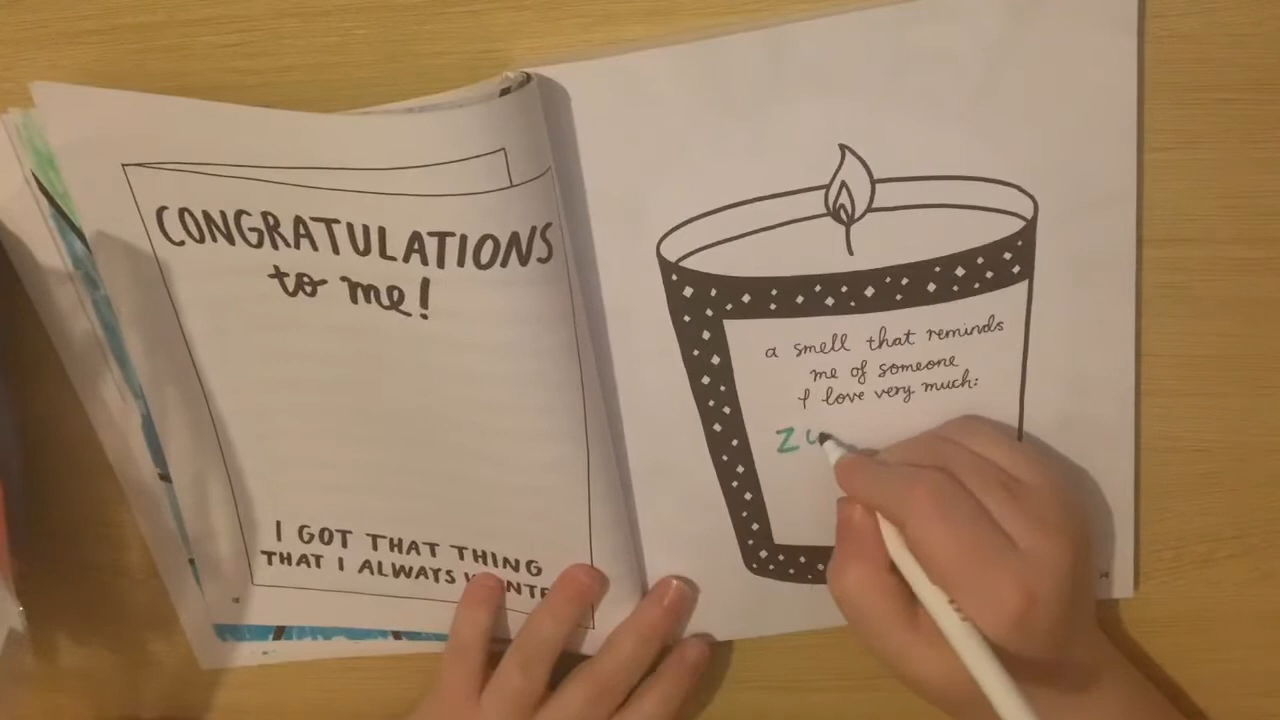 CONGRATULATIONS
to me!
I GOT THAT THING
THAT I ALWAYS
a smell that reminds
me of someone
I love very much:
Z